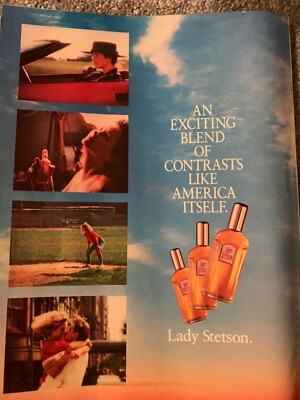 AN
EXCITING
BLEND
OF
CONTRASTS
LIKE
AMERICA
ITSELF.
Lady Stetson.